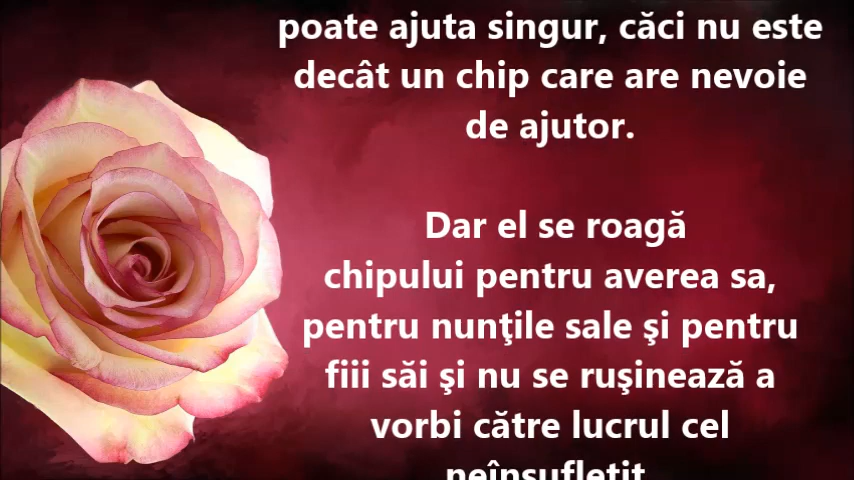 poate ajuta singur, căci nu este
decât un chip care are nevoie
de ajutor.
Dar el se roagă
chipului pentru averea sa,
pentru nunţile sale şi pentru
fiii săi şi nu se ruşinează a
vorbi către lucrul cel
neînsufleţit